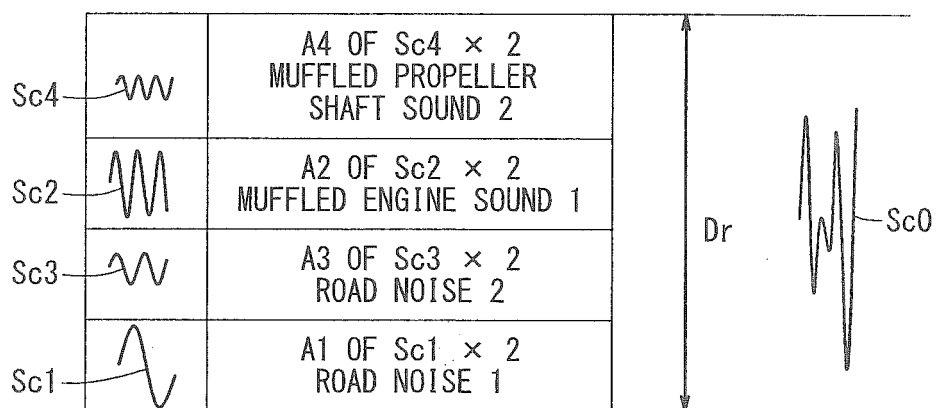 A4 OF Sc4 × 2
MUFFLED PROPELLER
SHAFT SOUND 2
Sc4
A2 OF Sc2 × 2
MUFFLED ENGINE SOUND 1
Sc2
A3 OF Sc3 × 2
ROAD NOISE 2
Sc3
A1 OF Sc1 × 2
ROAD NOISE 1
Sc1
Dr
Sc0